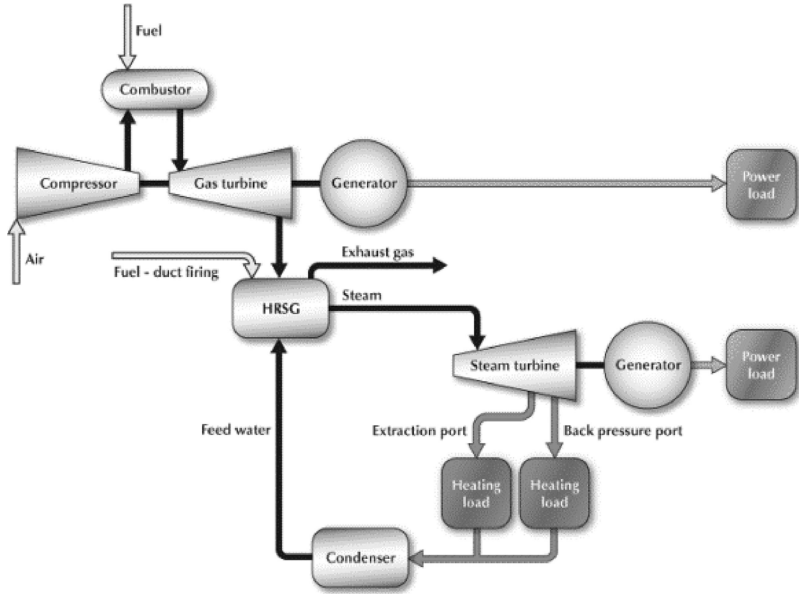 Fuel
Combustor
Compressor
Gas turbine
Generator
Power
load
Air
Fuel - duct firing
Exhaust gas
HRSG
Steam
Steam turbine
Generator
Power
load
Feed water
Extraction port
Back pressure port
Heating
load
Heating
load
Condenser